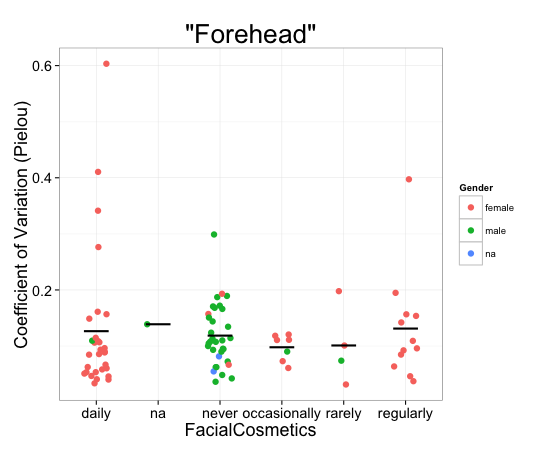 "Forehead"
Coefficient of Variation (Pielou)
0.6
0.4
0.2
daily na never occasionally rarely regularly
FacialCosmetics
Gender
female
male
na